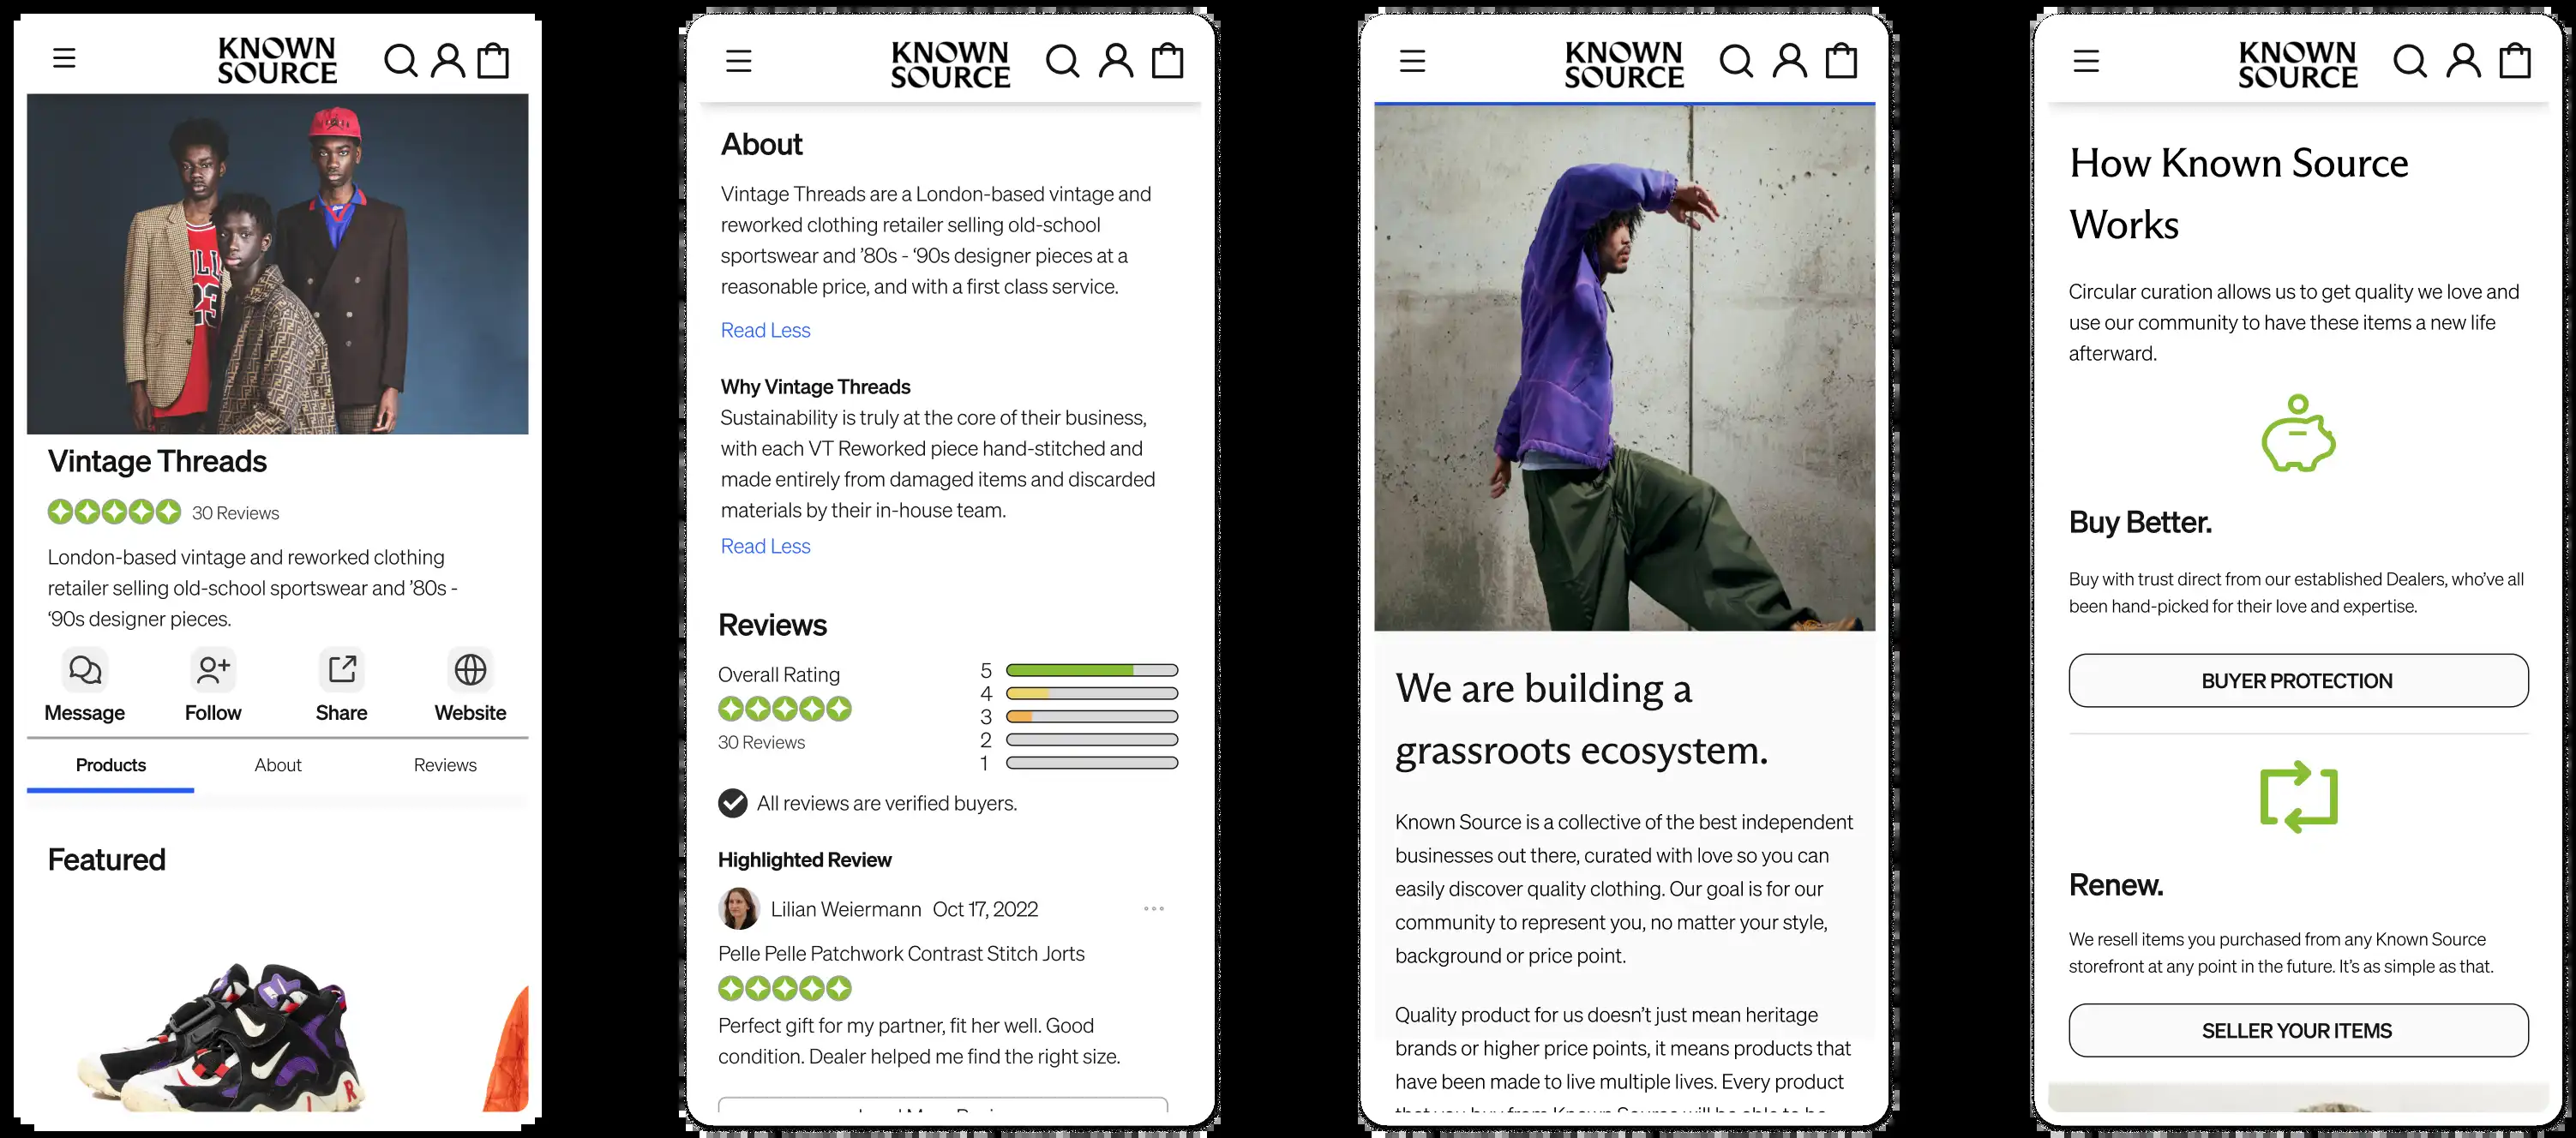 KNOWN
SOURCE
Vintage Threads
30 Reviews
London-based vintage and reworked clothing
retailer selling old-school sportswear and ’80s -
‘90s designer pieces.
Message
Follow
Share
Website
Products
About
Reviews
Featured
KNOWN
SOURCE
About
Vintage Threads are a London-based vintage and
reworked clothing retailer selling old-school
sportswear and ’80s - ‘90s designer pieces at a
reasonable price, and with a first class service.
Read Less
Why Vintage Threads
Sustainability is truly at the core of their business,
with each VT Reworked piece hand-stitched and
made entirely from damaged items and discarded
materials by their in-house team.
Read Less
Reviews
Overall Rating
30 Reviews
5
4
3
2
1
All reviews are verified buyers.
Highlighted Review
Lilian Weiermann Oct 17, 2022
Pelle Pelle Patchwork Contrast Stitch Jorts
Perfect gift for my partner, fit her well. Good
condition. Dealer helped me find the right size.
KNOWN
SOURCE
We are building a
grassroots ecosystem.
Known Source is a collective of the best independent
businesses out there, curated with love so you can
easily discover quality clothing. Our goal is for our
community to represent you, no matter your style,
background or price point.
Quality product for us doesn’t just mean heritage
brands or higher price points, it means products that
have been made to live multiple lives. Every product
that you buy from Known Source will be able to be
KNOWN
SOURCE
How Known Source
Works
Circular curation allows us to get quality we love and
use our community to have these items a new life
afterward.
Buy Better.
Buy with trust direct from our established Dealers, who’ve all
been hand-picked for their love and expertise.
BUYER PROTECTION
Renew.
We resell items you purchased from any Known Source
storefront at any point in the future. It’s as simple as that.
SELLER YOUR ITEMS